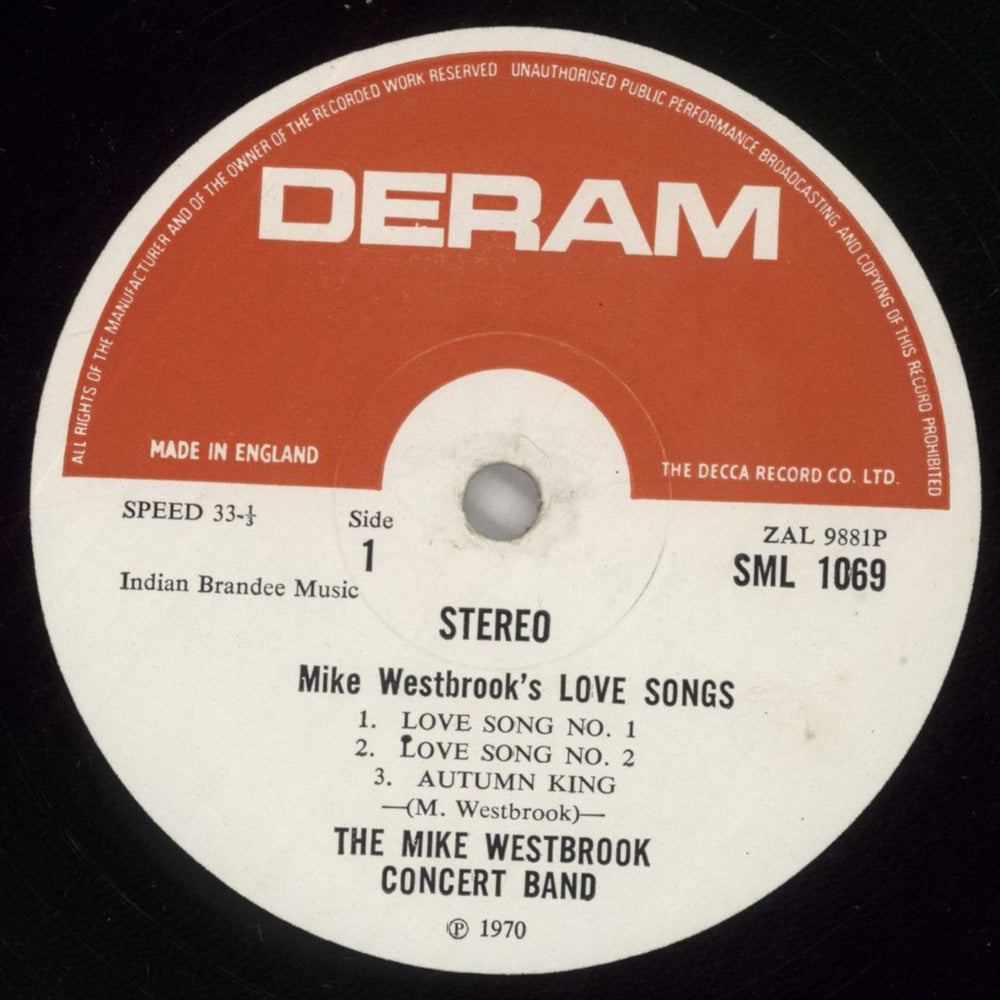 ALL RIGHTS OF THE MANUFACTURER AND OF THE OWNER OF THE RECORDED WORK RESERVED UNAUTHORISED PUBLIC PERFORMANCE BROADCASTING AND COPYING OF THIS RECORD PROHIBITED
DERAM
MADE IN ENGLAND
THE DECCA RECORD CO. LTD.
SPEED 33-⅓
Side
1
ZAL 9881P
SML 1069
Indian Brandee Music
STEREO
Mike Westbrook's LOVE SONGS
1. LOVE SONG NO. 1
2. LOVE SONG NO. 2
3. AUTUMN KING
—(M. Westbrook)—
THE MIKE WESTBROOK
CONCERT BAND
℗ 1970